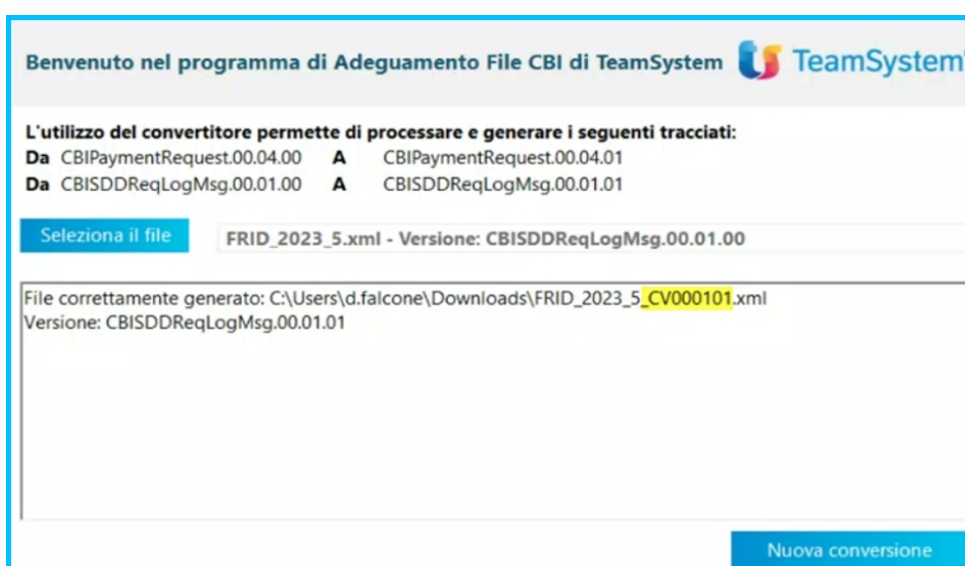 Benvenuto nel programma di Adeguamento File CBI di TeamSystem TeamSystem
L'utilizzo del convertitore permette di processare e generare i seguenti tracciati:
Da CBIPaymentRequest.00.04.00 A CBIPaymentRequest.00.04.01
Da CBISDDReqLogMsg.00.01.00 A CBISDDReqLogMsg.00.01.01
Seleziona il file FRID_2023_5.xml - Versione: CBISDDReqLogMsg.00.01.00
File correttamente generato: C:\Users\d.falcone\Downloads\FRID_2023_5_CV000101.xml
Versione: CBISDDReqLogMsg.00.01.01
Nuova conversione